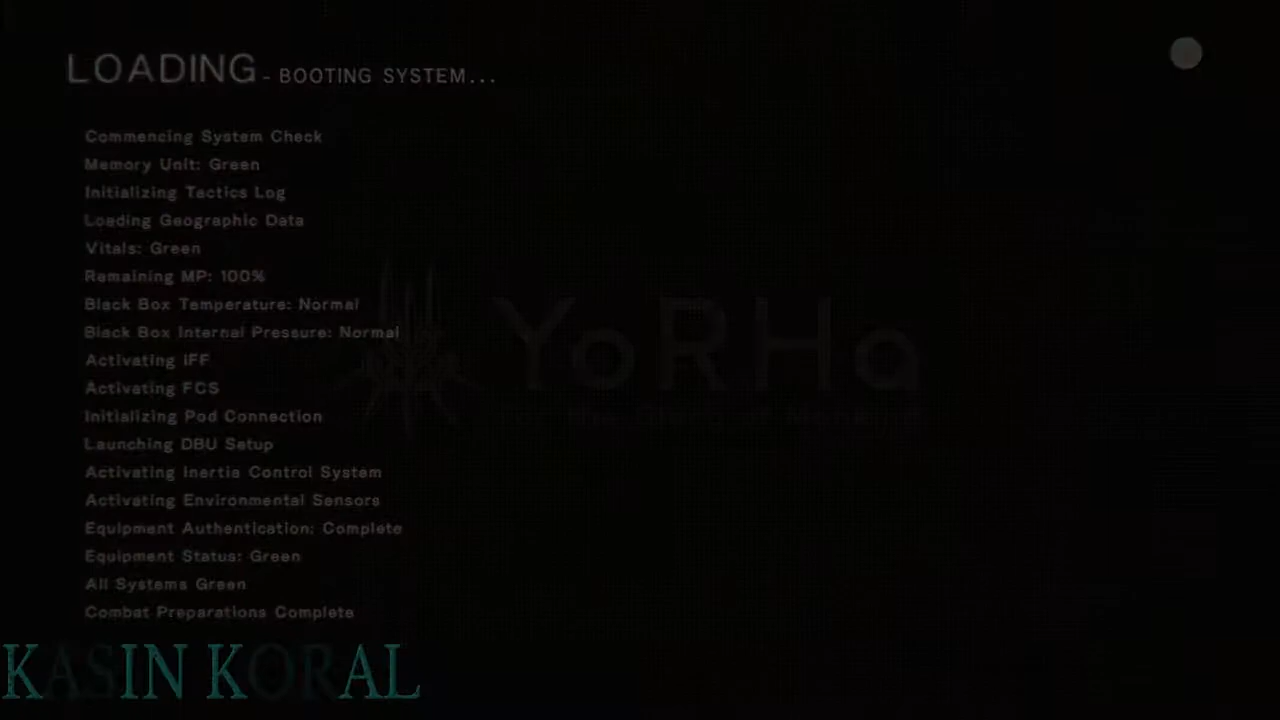 LOADING - BOOTING SYSTEM...
Commencing System Check
Memory Unit: Green
Initializing Tactics Log
Loading Geographic Data
Vitals: Green
Remaining MP: 100%
Black Box Temperature: Normal
Black Box Internal Pressure: Normal
Activating IFF
Activating FCS
Initializing Pod Connection
Launching DBU Setup
Activating Inertia Control System
Activating Environmental Sensors
Equipment Authentication: Complete
Equipment Status: Green
All Systems Green
Combat Preparations Complete
YoRHa
KASIN KORAL